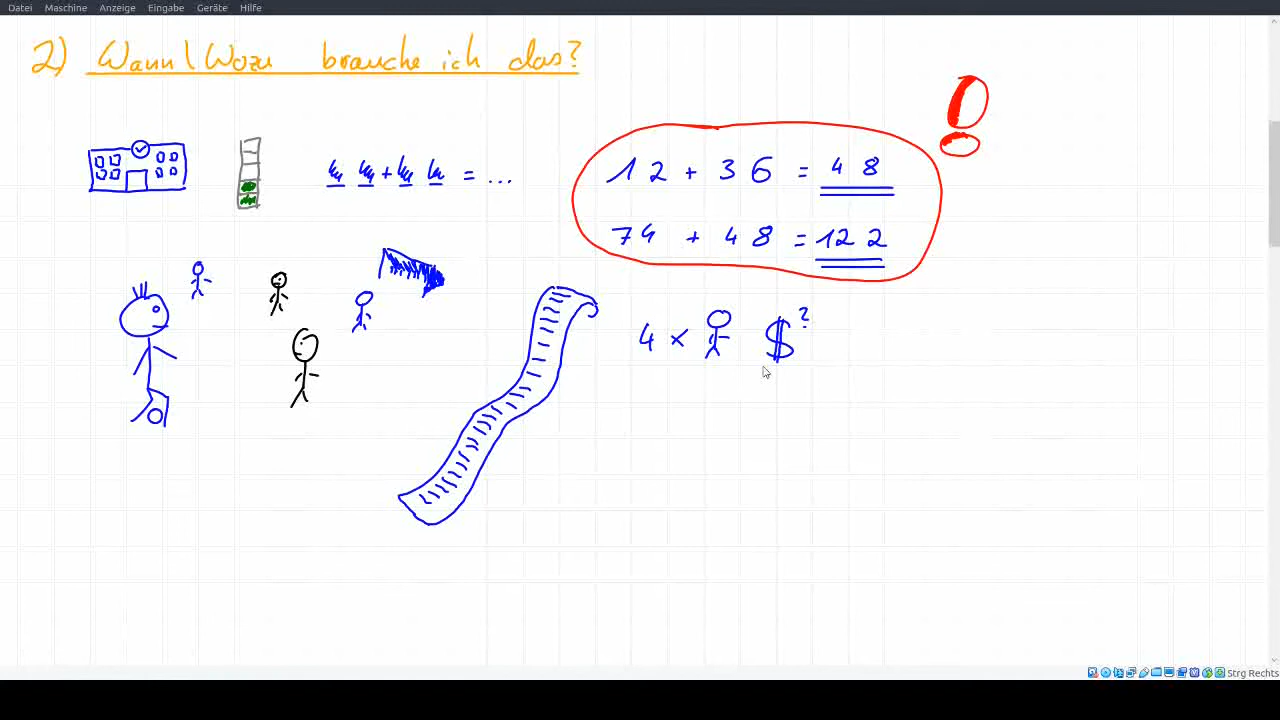 Datei Maschine Anzeige Eingabe Geräte Hilfe
2) Wann/Wozu brauche ich das?
+ = ...
12 + 36 = 48
74 + 48 = 122
4 x $?
Strg Rechts